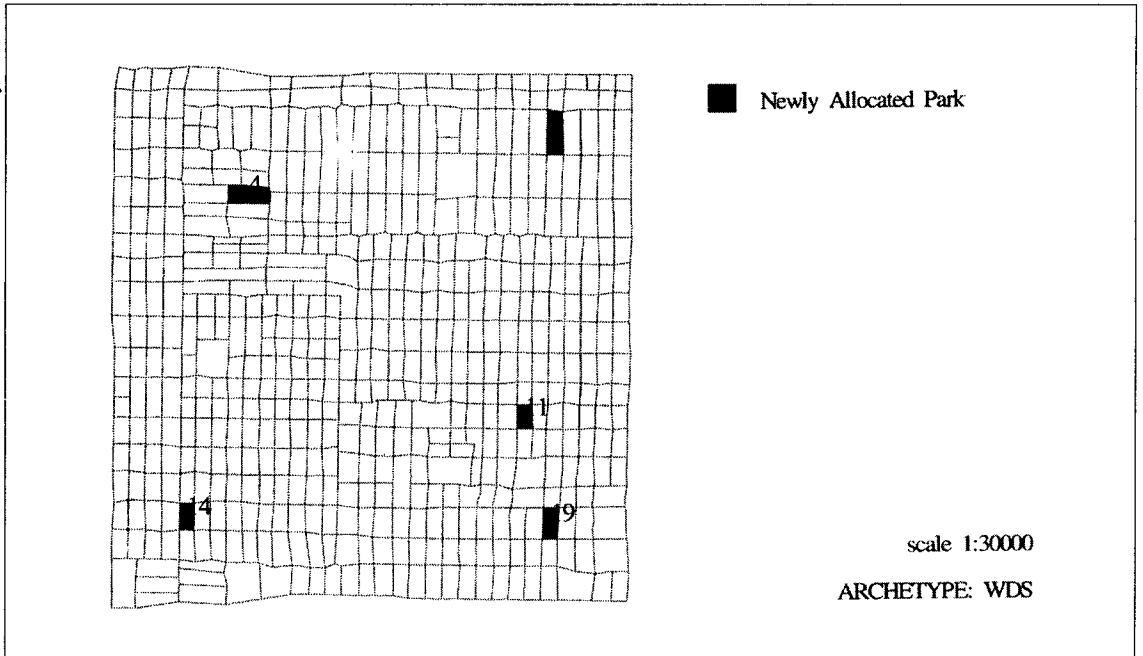 Newly Allocated Park
4
11
14
19
scale 1:30000
ARCHETYPE: WDS